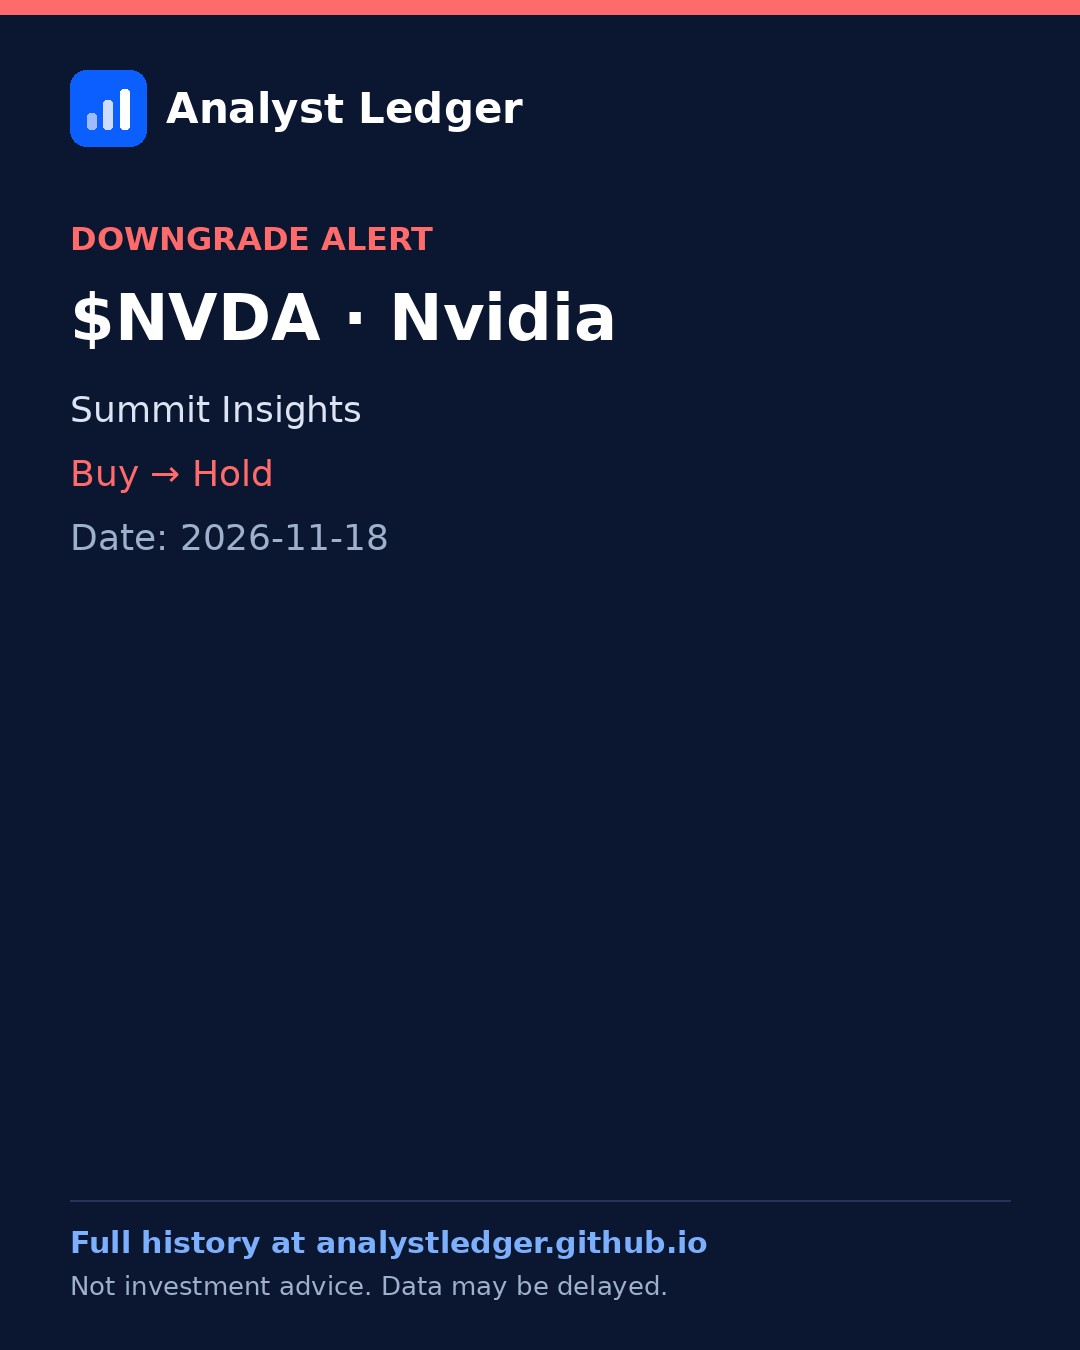 Analyst Ledger
DOWNGRADE ALERT
$NVDA · Nvidia
Summit Insights
Buy → Hold
Date: 2026-11-18
Full history at analystledger.github.io
Not investment advice. Data may be delayed.